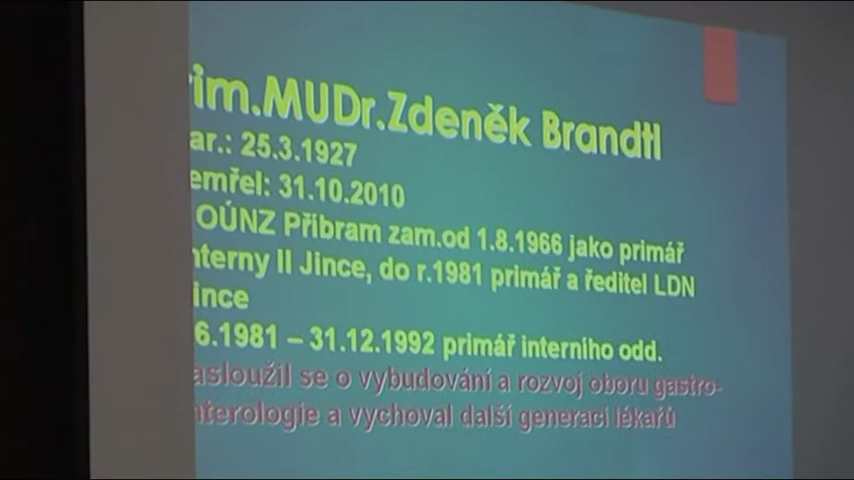 rim.MUDr.Zdeněk Brandtl
ar.: 25.3.1927
emřel: 31.10.2010
OÚNZ Příbram zam.od 1.8.1966 jako primář
nterny II Jince, do r.1981 primář a ředitel LDN
ince
6.1981 – 31.12.1992 primář interního odd.
asloužil se o vybudování a rozvoj oboru gastro-
nterologie a vychoval další generaci lékařů